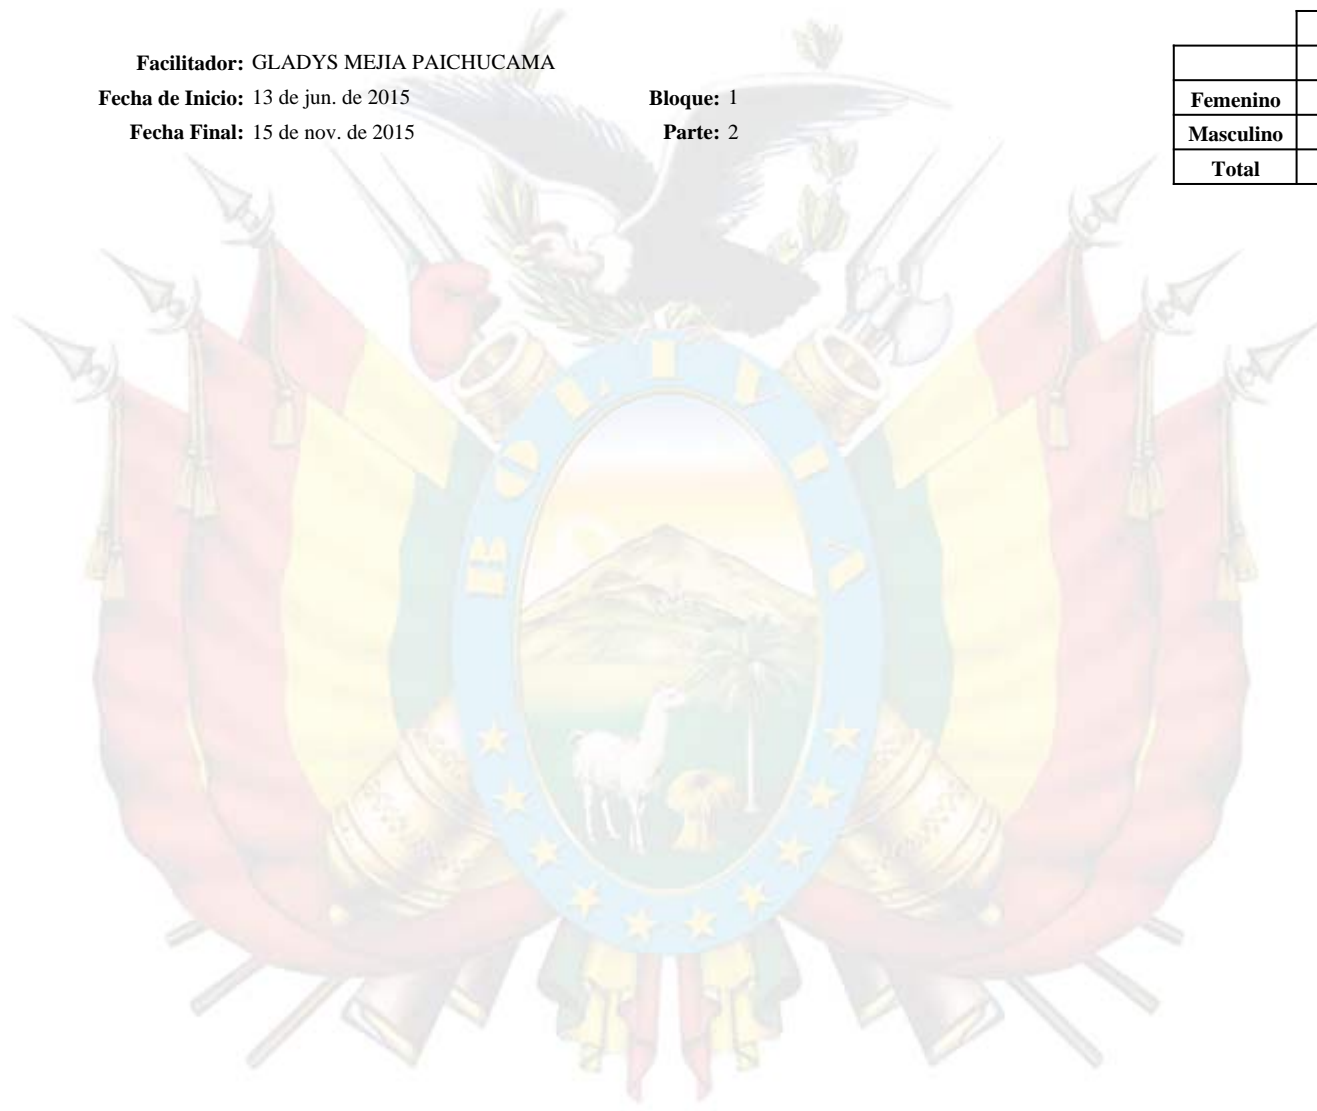 Facilitador: GLADYS MEJIA PAICHUCAMA
Fecha de Inicio: 13 de jun. de 2015 Bloque: 1
Fecha Final: 15 de nov. de 2015 Parte: 2
Femenino
Masculino
Total
BOLIVIA